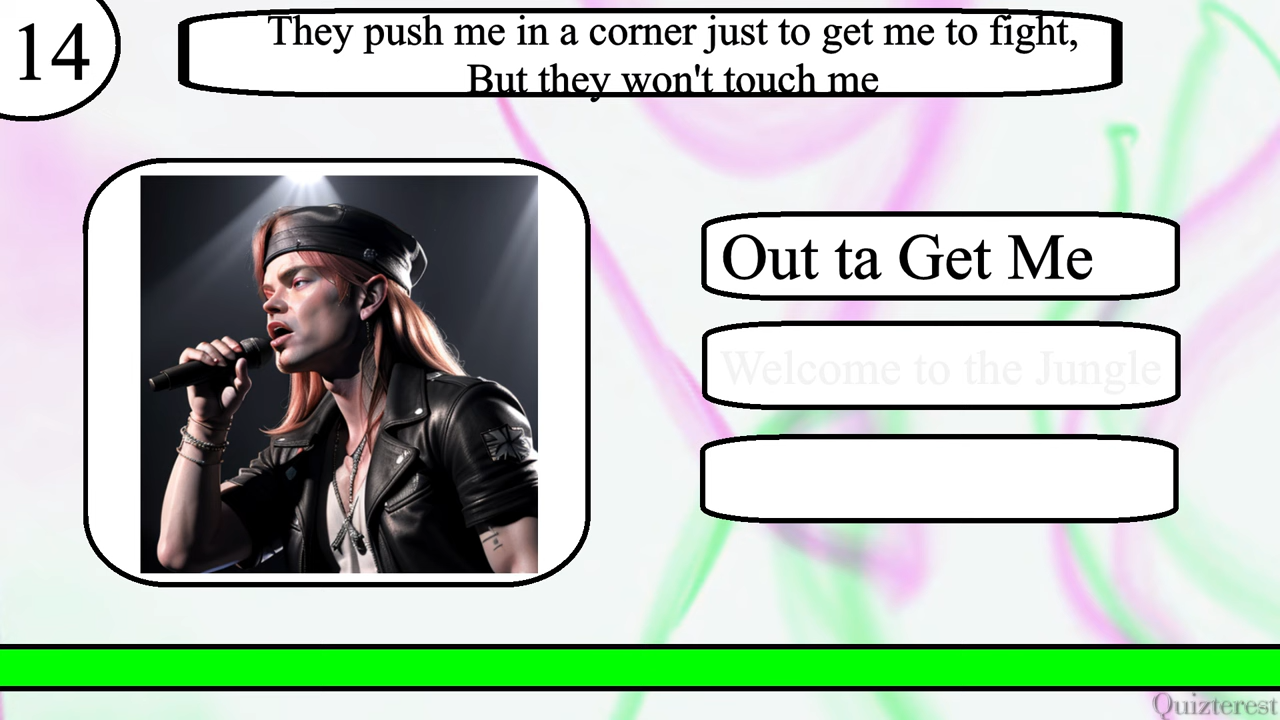 14
They push me in a corner just to get me to fight,
But they won't touch me
Out ta Get Me
Welcome to the Jungle
Quizterest